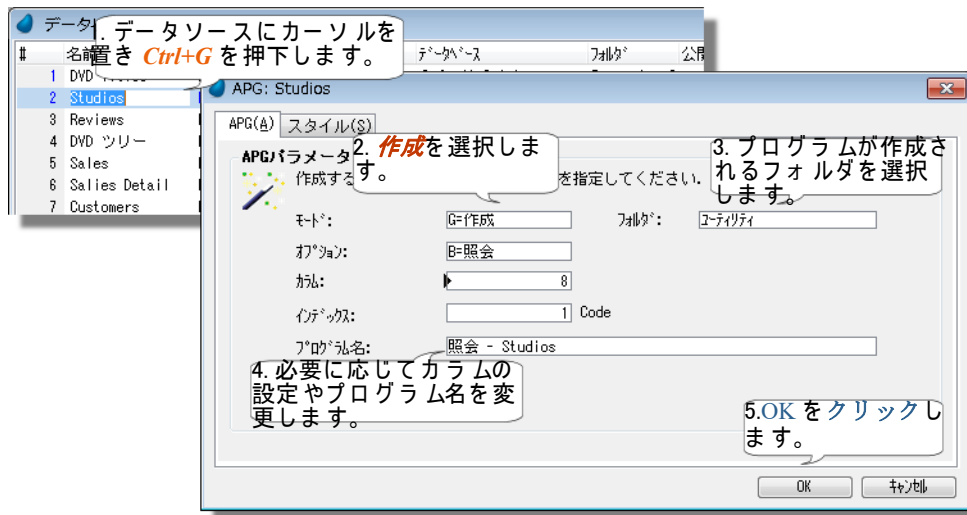 データ
1. データソースにカーソルを
置き Ctrl+G を押下します。
# 名前 データベース フォルダ 公開
1 DVD
2 Studios
3 Reviews
4 DVD ツリー
5 Sales
6 Salies Detail
7 Customers
APG: Studios
APG(A) スタイル(S)
APGパラメータ
2. 作成を選択しま
す。
3. プログラムが作成さ
れるフォルダを選択
します。
作成する を指定してください.
モード: G=作成 フォルダ: ユーティリティ
オプション: B=照会
カラム: 8
インデックス: 1 Code
プログラム名: 照会 - Studios
4. 必要に応じてカラムの
設定やプログラム名を変
更します。
5.OK をクリックし
ます。
OK キャンセル